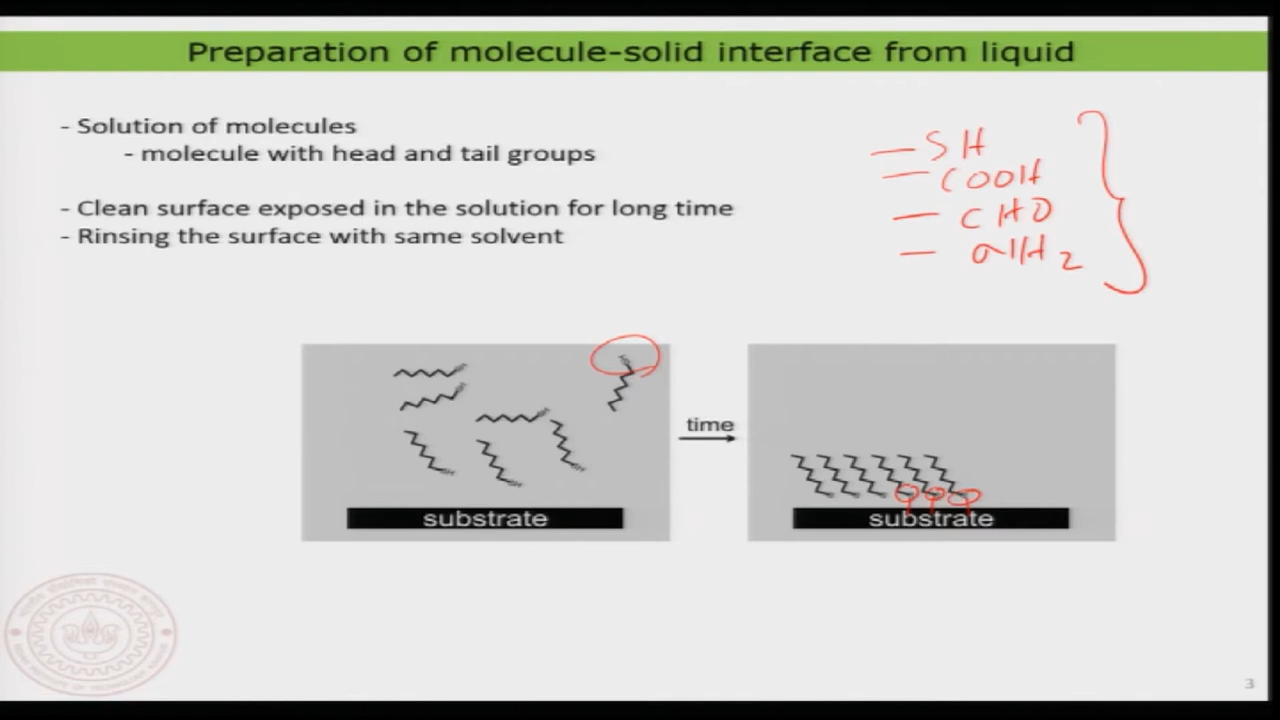 Preparation of molecule-solid interface from liquid
- Solution of molecules
- molecule with head and tail groups
- Clean surface exposed in the solution for long time
- Rinsing the surface with same solvent
— SH
— COOH
— CHO
— NH2
time
substrate
substrate
3